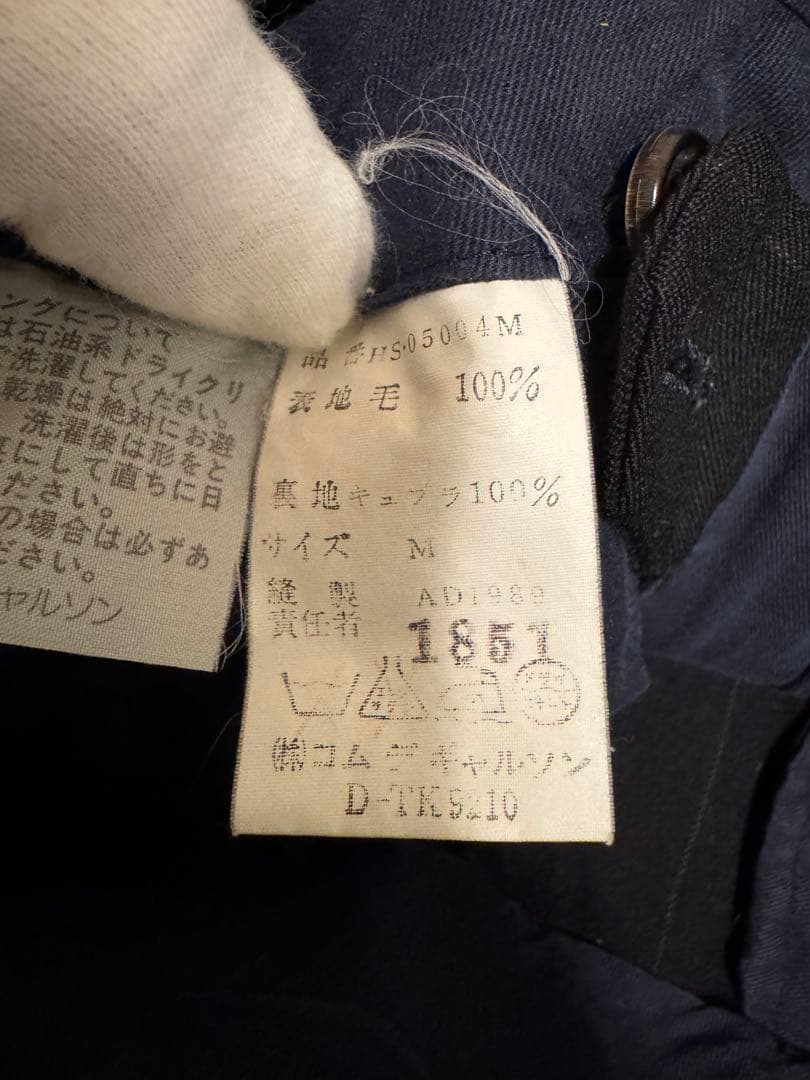 ングについて
は石油系ドライクリ
ご洗濯してください。
乾燥は絶対にお避
洗濯後は形をと
にして直ちに日
ださい。
の場合は必ずあ
ださい。
ャルソン
品番HS-05004M
表地毛 100%
裏地キュプラ100%
サイズ M
縫製 AD1989
責任者 1851
㈱コムデギャルソン
D-TK9210